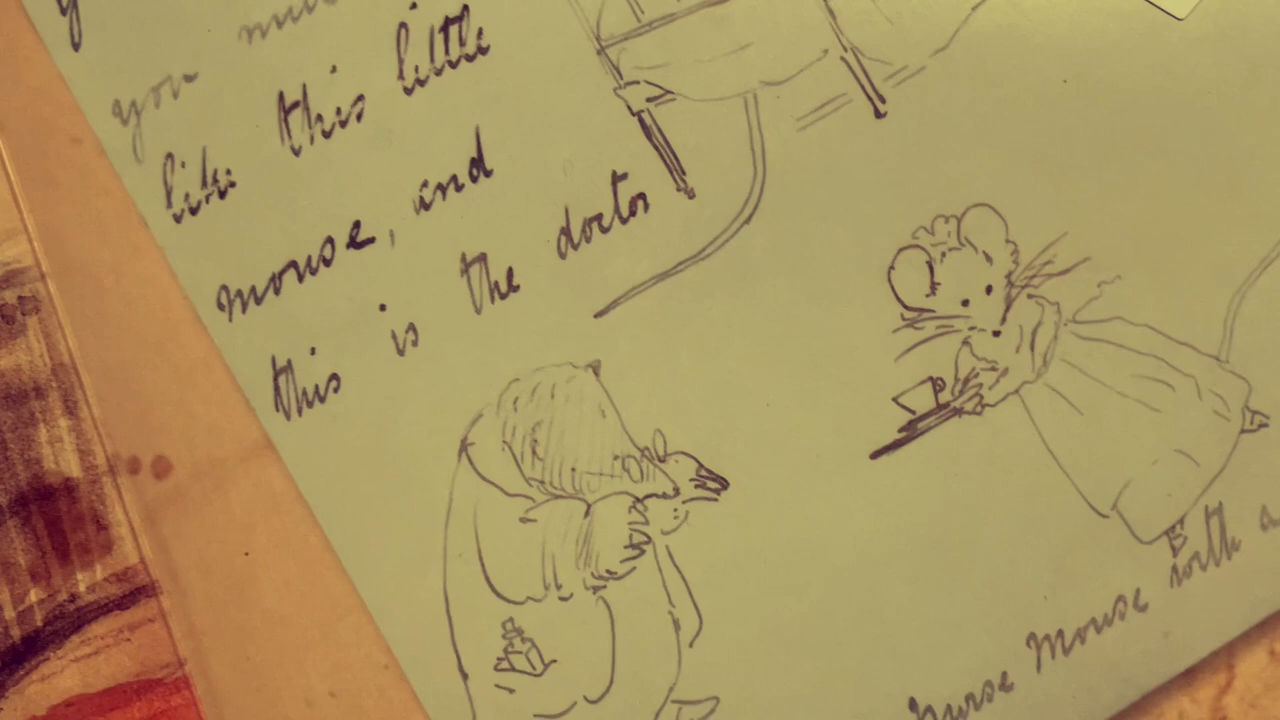 you
like this little
mouse, and
this is the doctor
Nurse Mouse with a